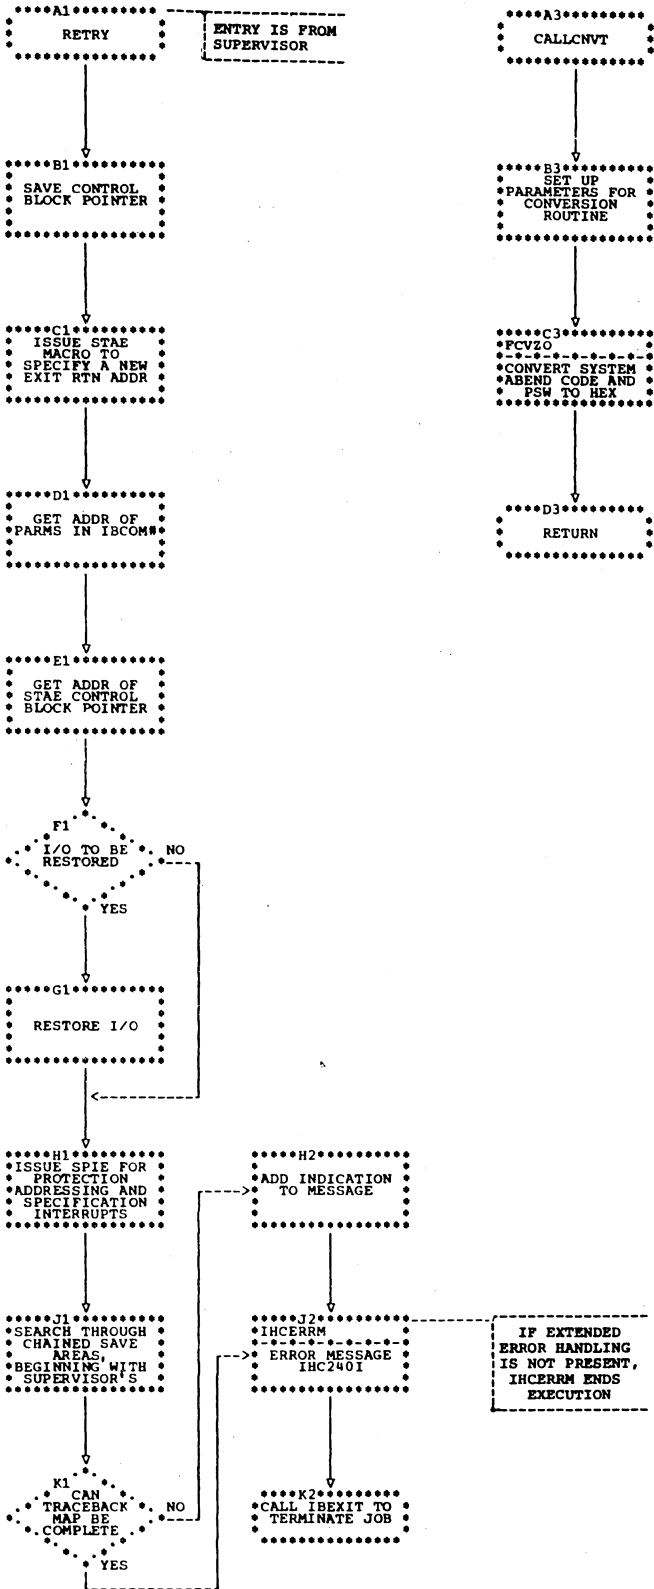 A1
RETRY
ENTRY IS FROM
SUPERVISOR
B1
SAVE CONTROL
BLOCK POINTER
C1
ISSUE STAE
MACRO TO
SPECIFY A NEW
EXIT RTN ADDR
D1
GET ADDR OF
PARMS IN IBCOM#
E1
GET ADDR OF
STAE CONTROL
BLOCK POINTER
F1
I/O TO BE
RESTORED
NO
YES
G1
RESTORE I/O
H1
ISSUE SPIE FOR
PROTECTION
ADDRESSING AND
SPECIFICATION
INTERRUPTS
J1
SEARCH THROUGH
CHAINED SAVE
AREAS,
BEGINNING WITH
SUPERVISOR'S
K1
CAN
TRACEBACK
MAP BE
COMPLETE
NO
YES
H2
ADD INDICATION
TO MESSAGE
J2
IHCERRM
ERROR MESSAGE
IHC240I
IF EXTENDED
ERROR HANDLING
IS NOT PRESENT,
IHCERRM ENDS
EXECUTION
K2
CALL IBEXIT TO
TERMINATE JOB
A3
CALLCNVT
B3
SET UP
PARAMETERS FOR
CONVERSION
ROUTINE
C3
FCVZO
CONVERT SYSTEM
ABEND CODE AND
PSW TO HEX
D3
RETURN